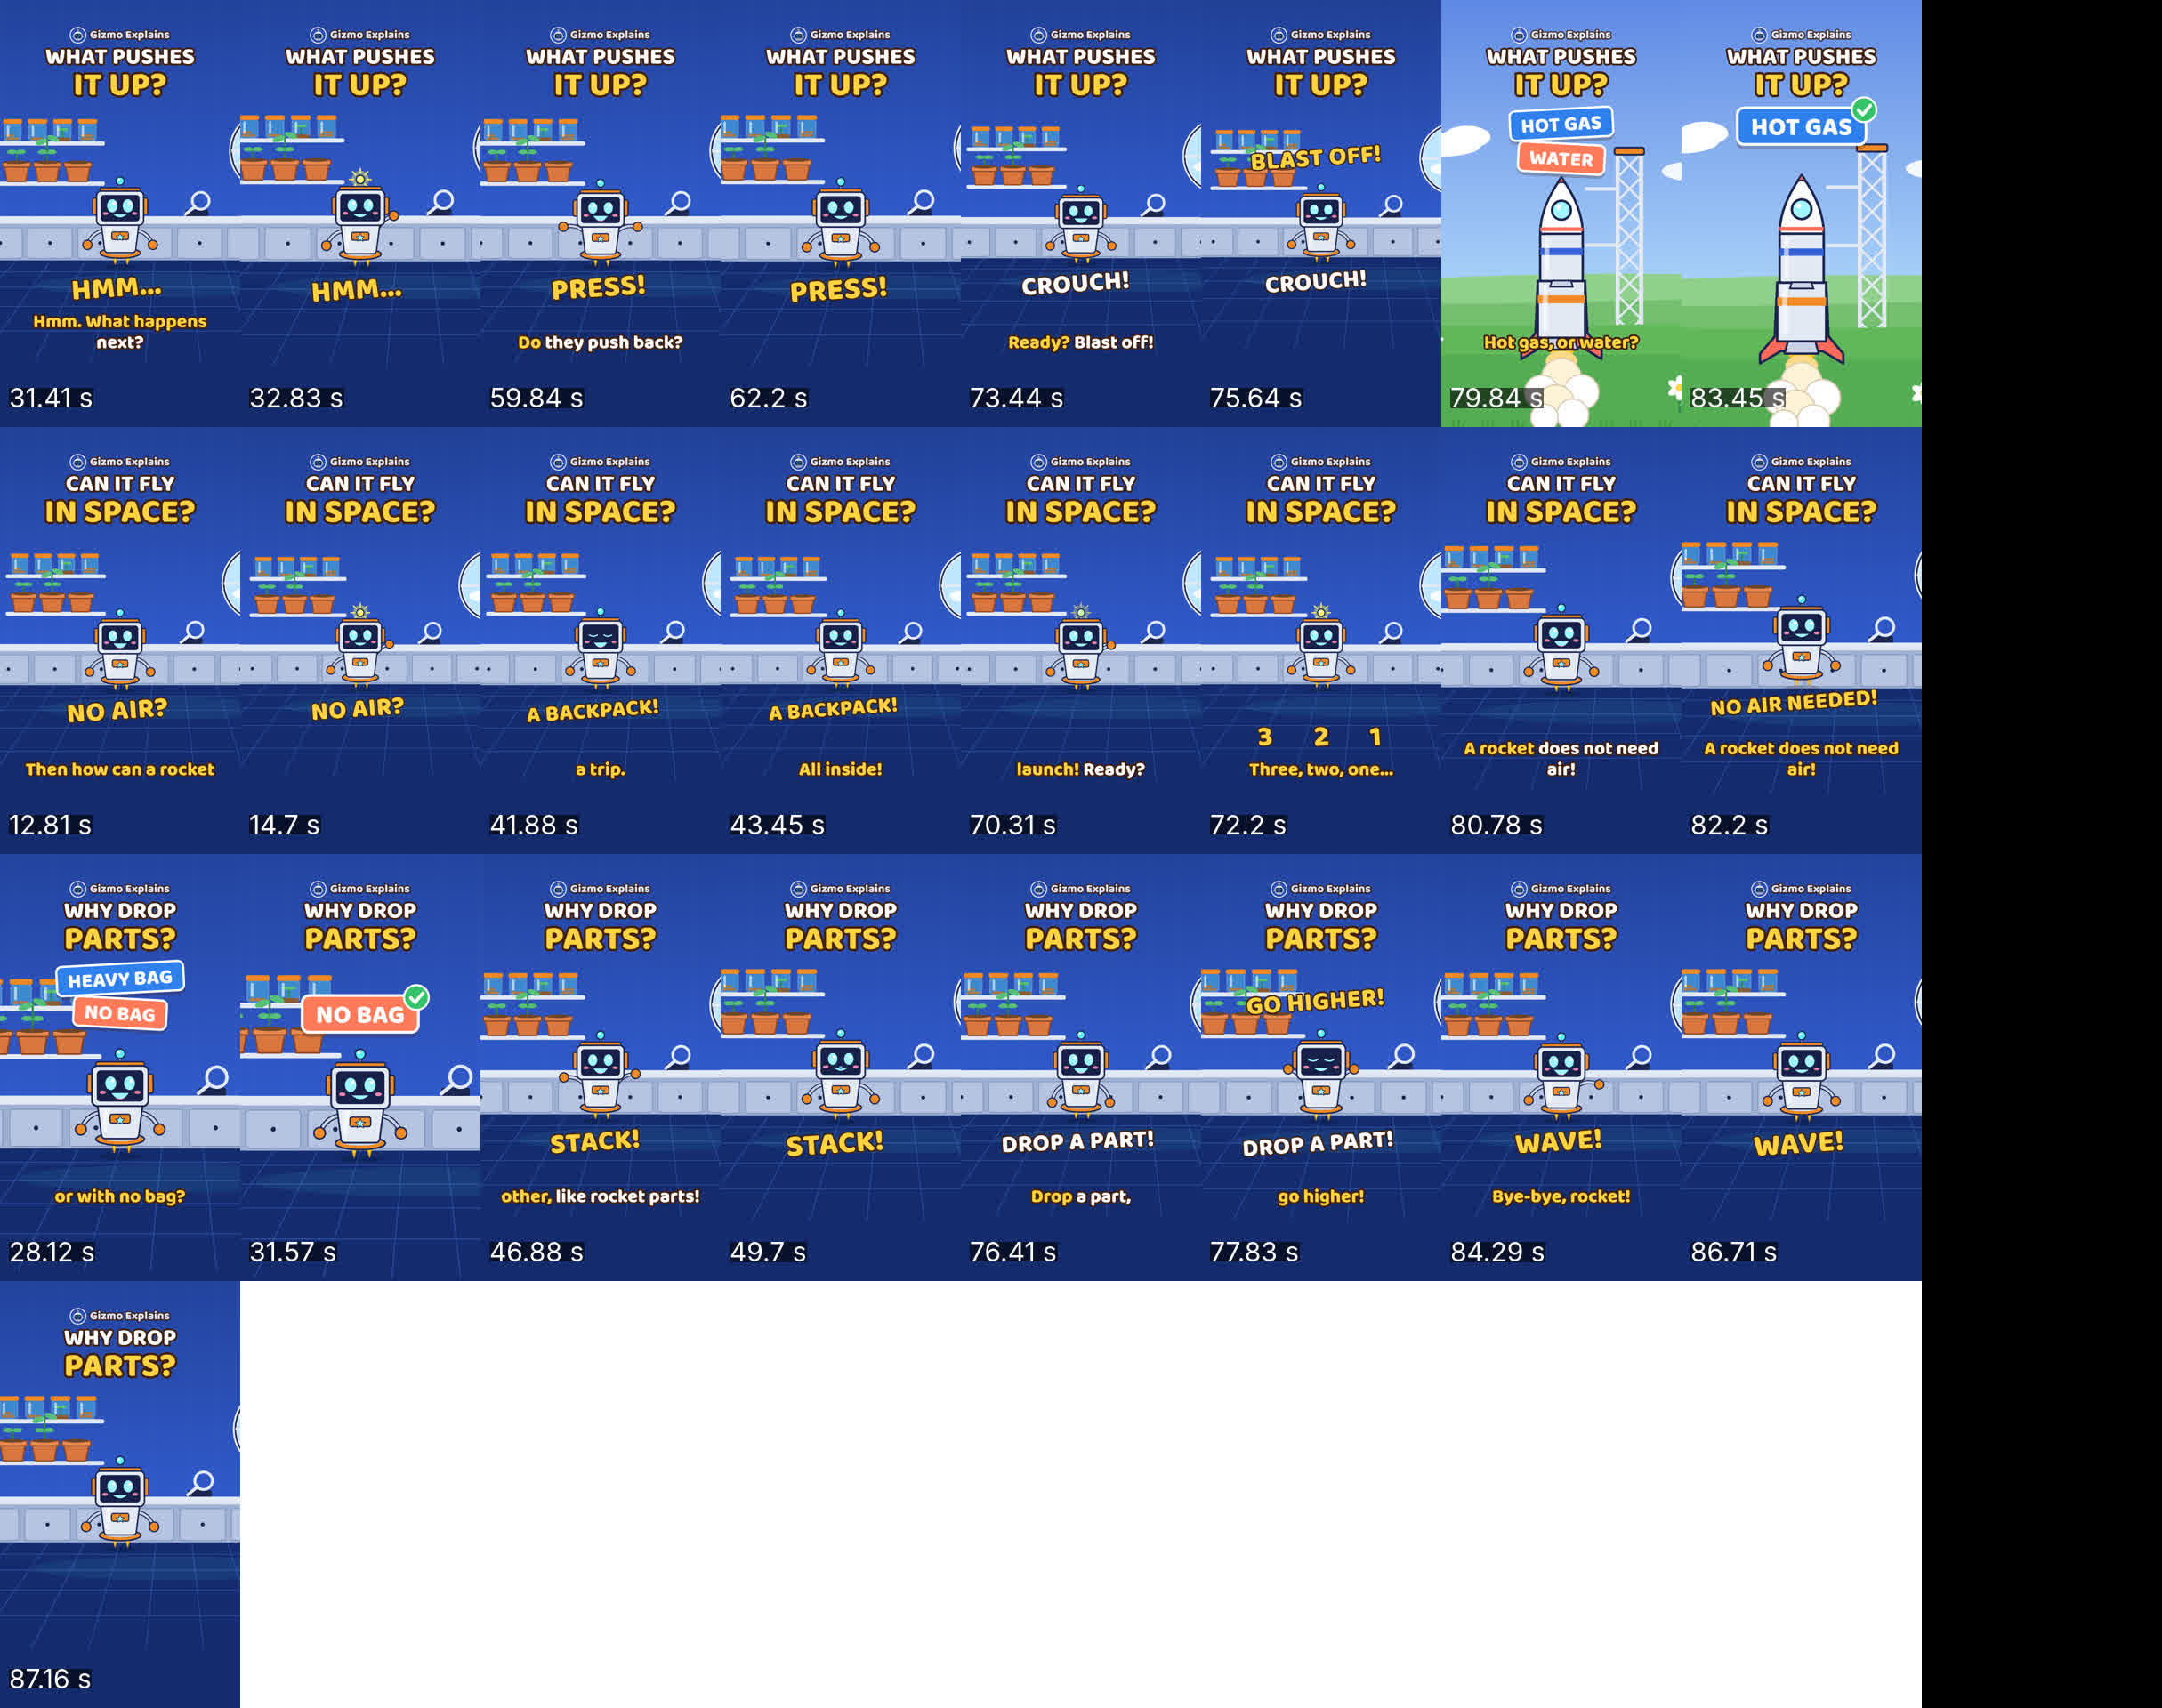 Gizmo Explains
WHAT PUSHES
IT UP?
HMM...
Hmm. What happens
next?
31.41 s
Gizmo Explains
WHAT PUSHES
IT UP?
HMM...
32.83 s
Gizmo Explains
WHAT PUSHES
IT UP?
PRESS!
Do they push back?
59.84 s
Gizmo Explains
WHAT PUSHES
IT UP?
PRESS!
62.2 s
Gizmo Explains
WHAT PUSHES
IT UP?
CROUCH!
Ready? Blast off!
73.44 s
Gizmo Explains
WHAT PUSHES
IT UP?
BLAST OFF!
CROUCH!
75.64 s
Gizmo Explains
WHAT PUSHES
IT UP?
HOT GAS
WATER
Hot gas, or water?
79.84 s
Gizmo Explains
WHAT PUSHES
IT UP?
HOT GAS
83.45 s
Gizmo Explains
CAN IT FLY
IN SPACE?
NO AIR?
Then how can a rocket
12.81 s
Gizmo Explains
CAN IT FLY
IN SPACE?
NO AIR?
14.7 s
Gizmo Explains
CAN IT FLY
IN SPACE?
A BACKPACK!
a trip.
41.88 s
Gizmo Explains
CAN IT FLY
IN SPACE?
A BACKPACK!
All inside!
43.45 s
Gizmo Explains
CAN IT FLY
IN SPACE?
launch! Ready?
70.31 s
Gizmo Explains
CAN IT FLY
IN SPACE?
3 2 1
Three, two, one...
72.2 s
Gizmo Explains
CAN IT FLY
IN SPACE?
A rocket does not need
air!
80.78 s
Gizmo Explains
CAN IT FLY
IN SPACE?
NO AIR NEEDED!
A rocket does not need
air!
82.2 s
Gizmo Explains
WHY DROP
PARTS?
HEAVY BAG
NO BAG
or with no bag?
28.12 s
Gizmo Explains
WHY DROP
PARTS?
NO BAG
31.57 s
Gizmo Explains
WHY DROP
PARTS?
STACK!
other, like rocket parts!
46.88 s
Gizmo Explains
WHY DROP
PARTS?
STACK!
49.7 s
Gizmo Explains
WHY DROP
PARTS?
DROP A PART!
Drop a part,
76.41 s
Gizmo Explains
WHY DROP
PARTS?
GO HIGHER!
DROP A PART!
go higher!
77.83 s
Gizmo Explains
WHY DROP
PARTS?
WAVE!
Bye-bye, rocket!
84.29 s
Gizmo Explains
WHY DROP
PARTS?
WAVE!
86.71 s
Gizmo Explains
WHY DROP
PARTS?
87.16 s